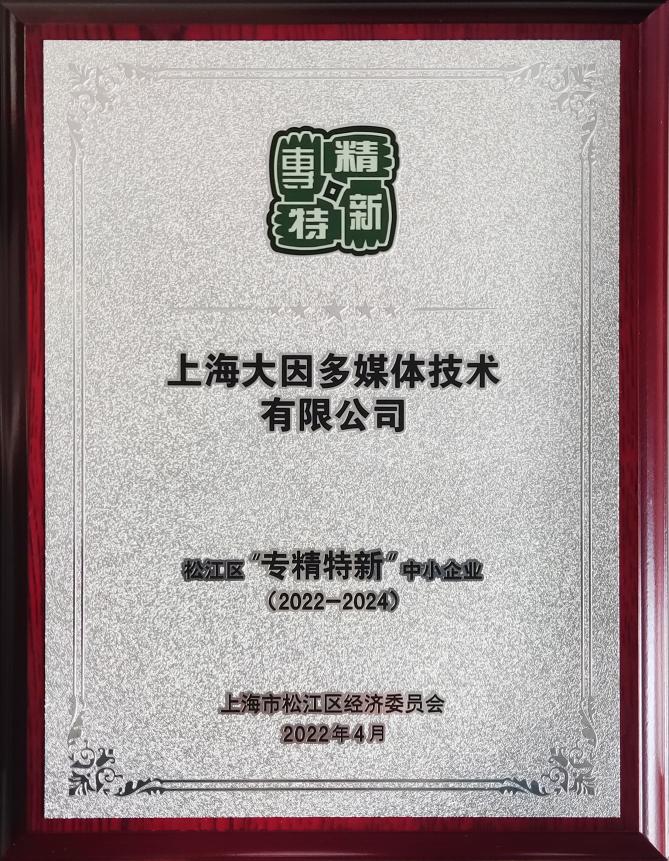 專精
特新
上海大因多媒体技术
有限公司
松江区“专精特新”中小企业
（2022—2024）
上海市松江区经济委员会
2022年4月